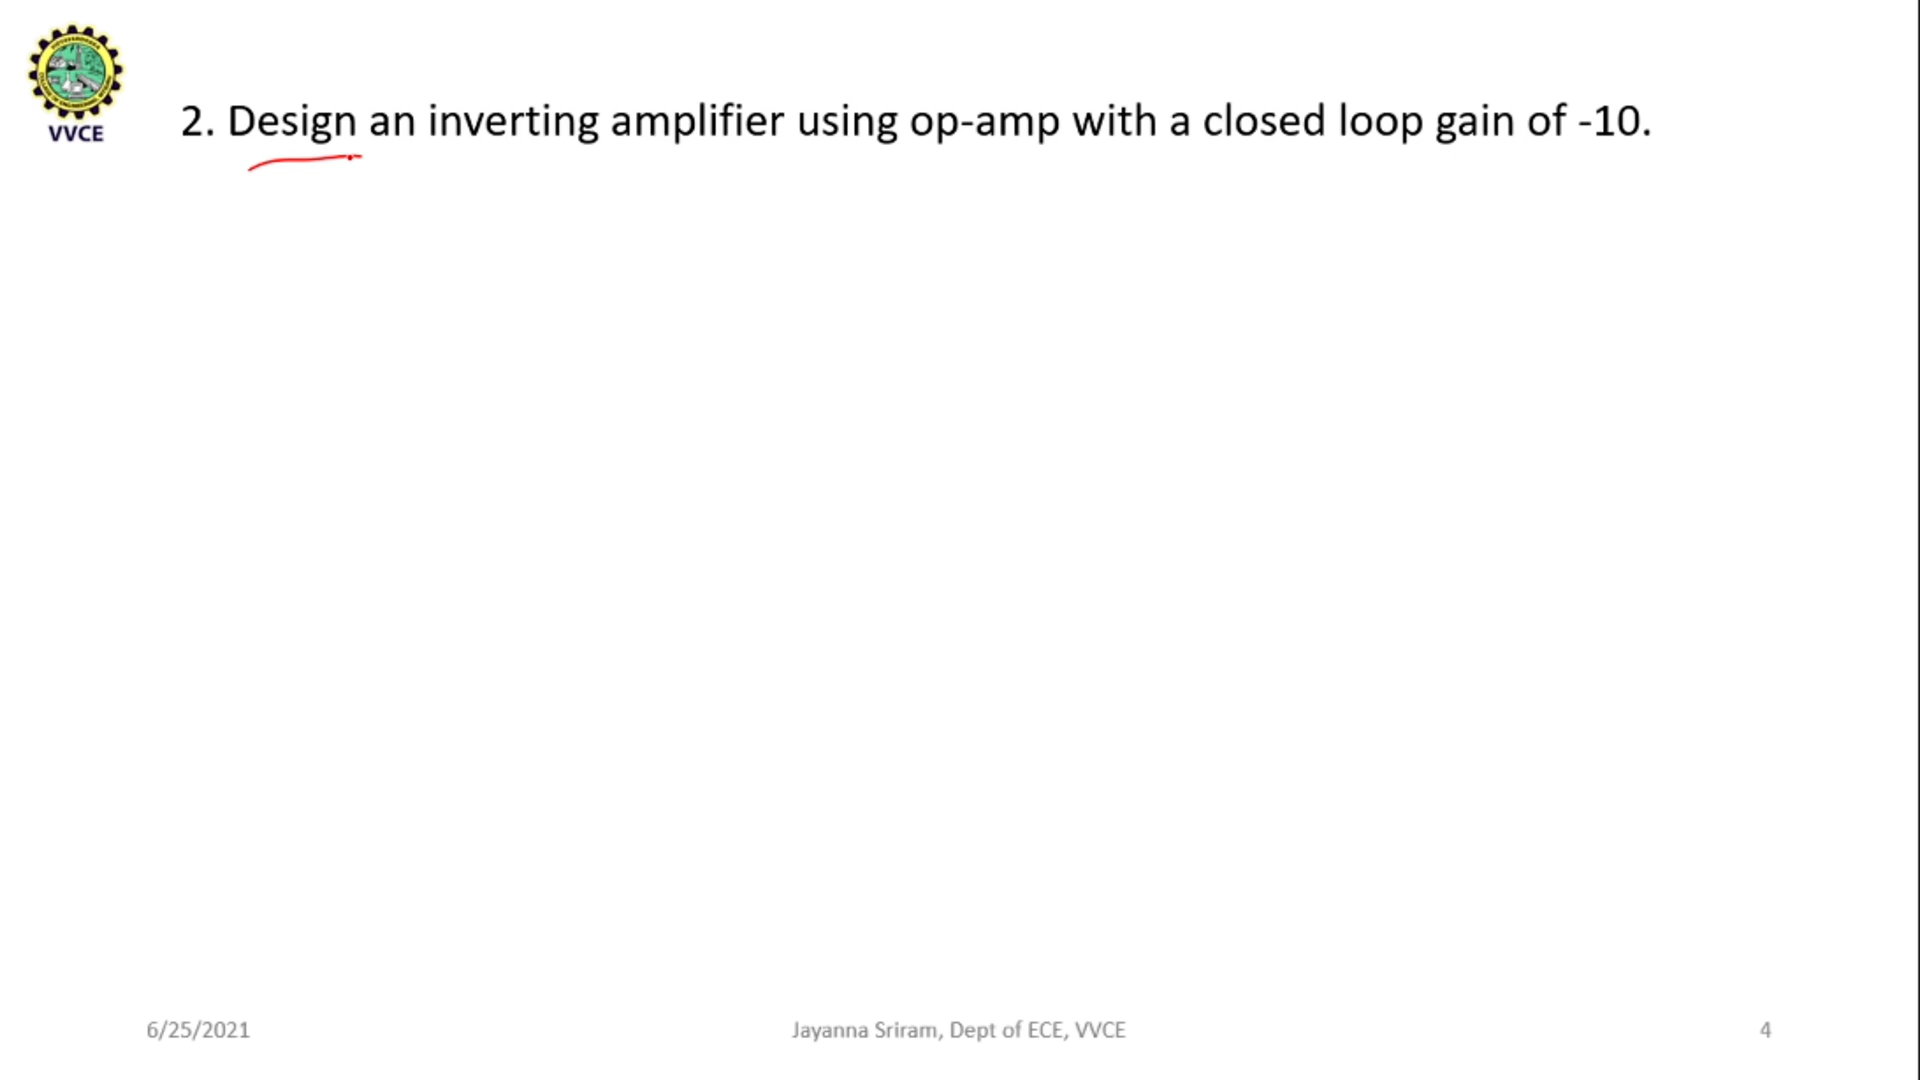 VVCE
2. Design an inverting amplifier using op-amp with a closed loop gain of -10.
6/25/2021
Jayanna Sriram, Dept of ECE, VVCE
4